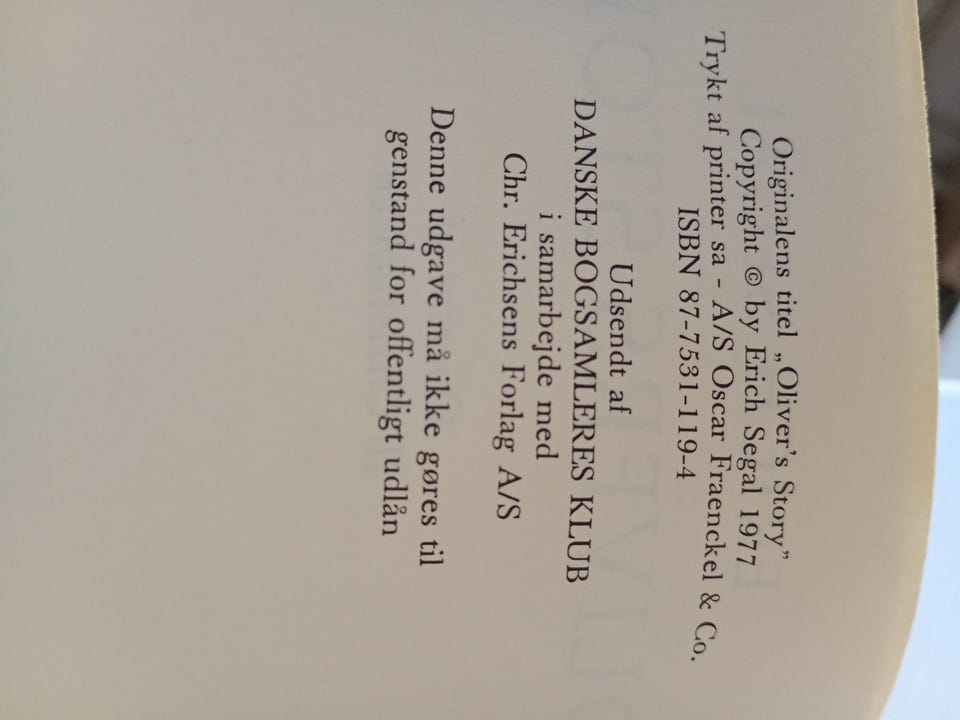 Originalens titel „Oliver's Story”
Copyright © by Erich Segal 1977
Trykt af printer sa - A/S Oscar Fraenckel & Co.
ISBN 87-7531-119-4
Udsendt af
DANSKE BOGSAMLERES KLUB
i samarbejde med
Chr. Erichsens Forlag A/S
Denne udgave må ikke gøres til
genstand for offentligt udlån